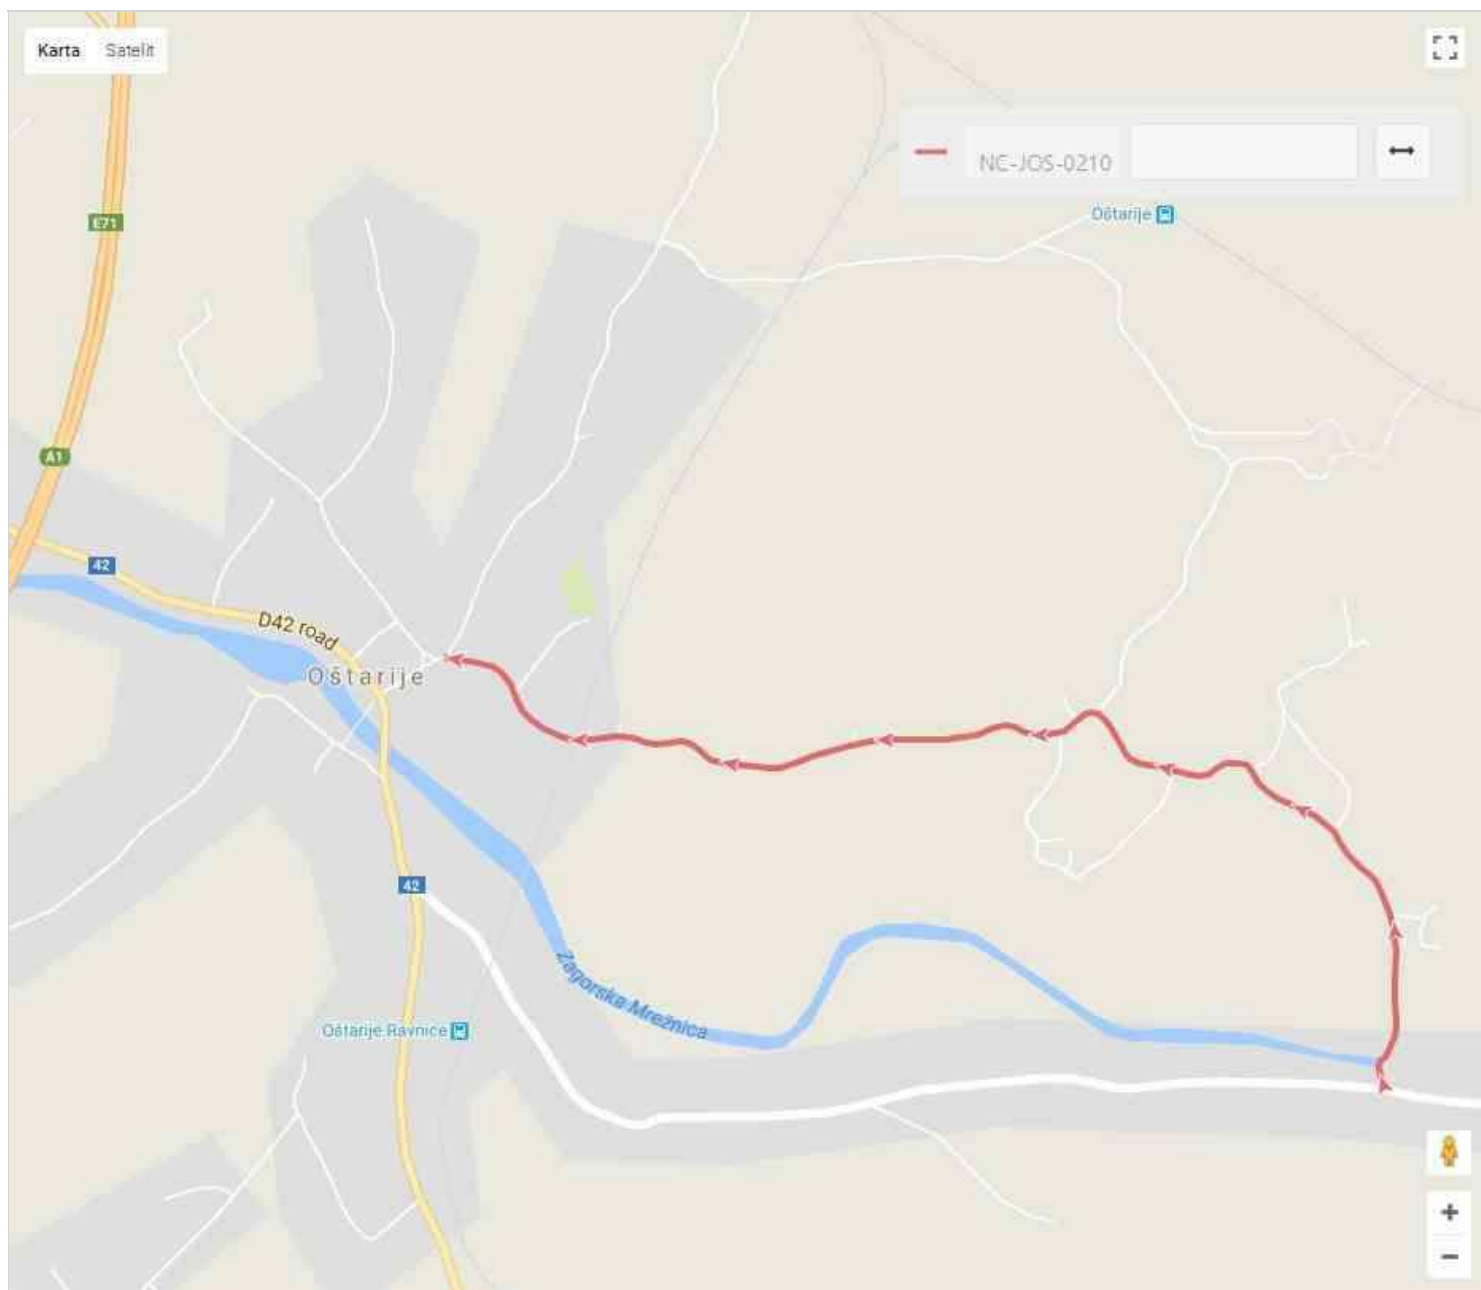 Karta Satelit
NC-JOS-0210
Oštarije
E71
A1
42
D42 road
Oštarije
42
Zagorska Mrežnica
Oštarije Ravnice
+
−